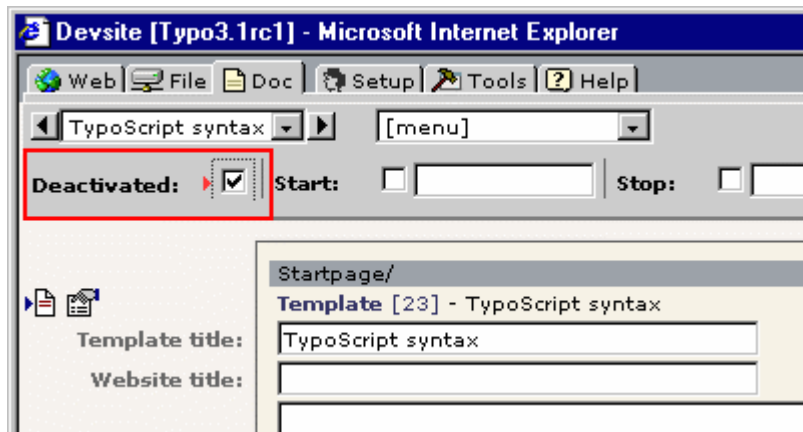 Devsite [Typo3.1rc1] - Microsoft Internet Explorer
Web File Doc Setup Tools Help
TypoScript syntax [menu]
Deactivated: Start: Stop:
Startpage/
Template [23] - TypoScript syntax
Template title: TypoScript syntax
Website title: